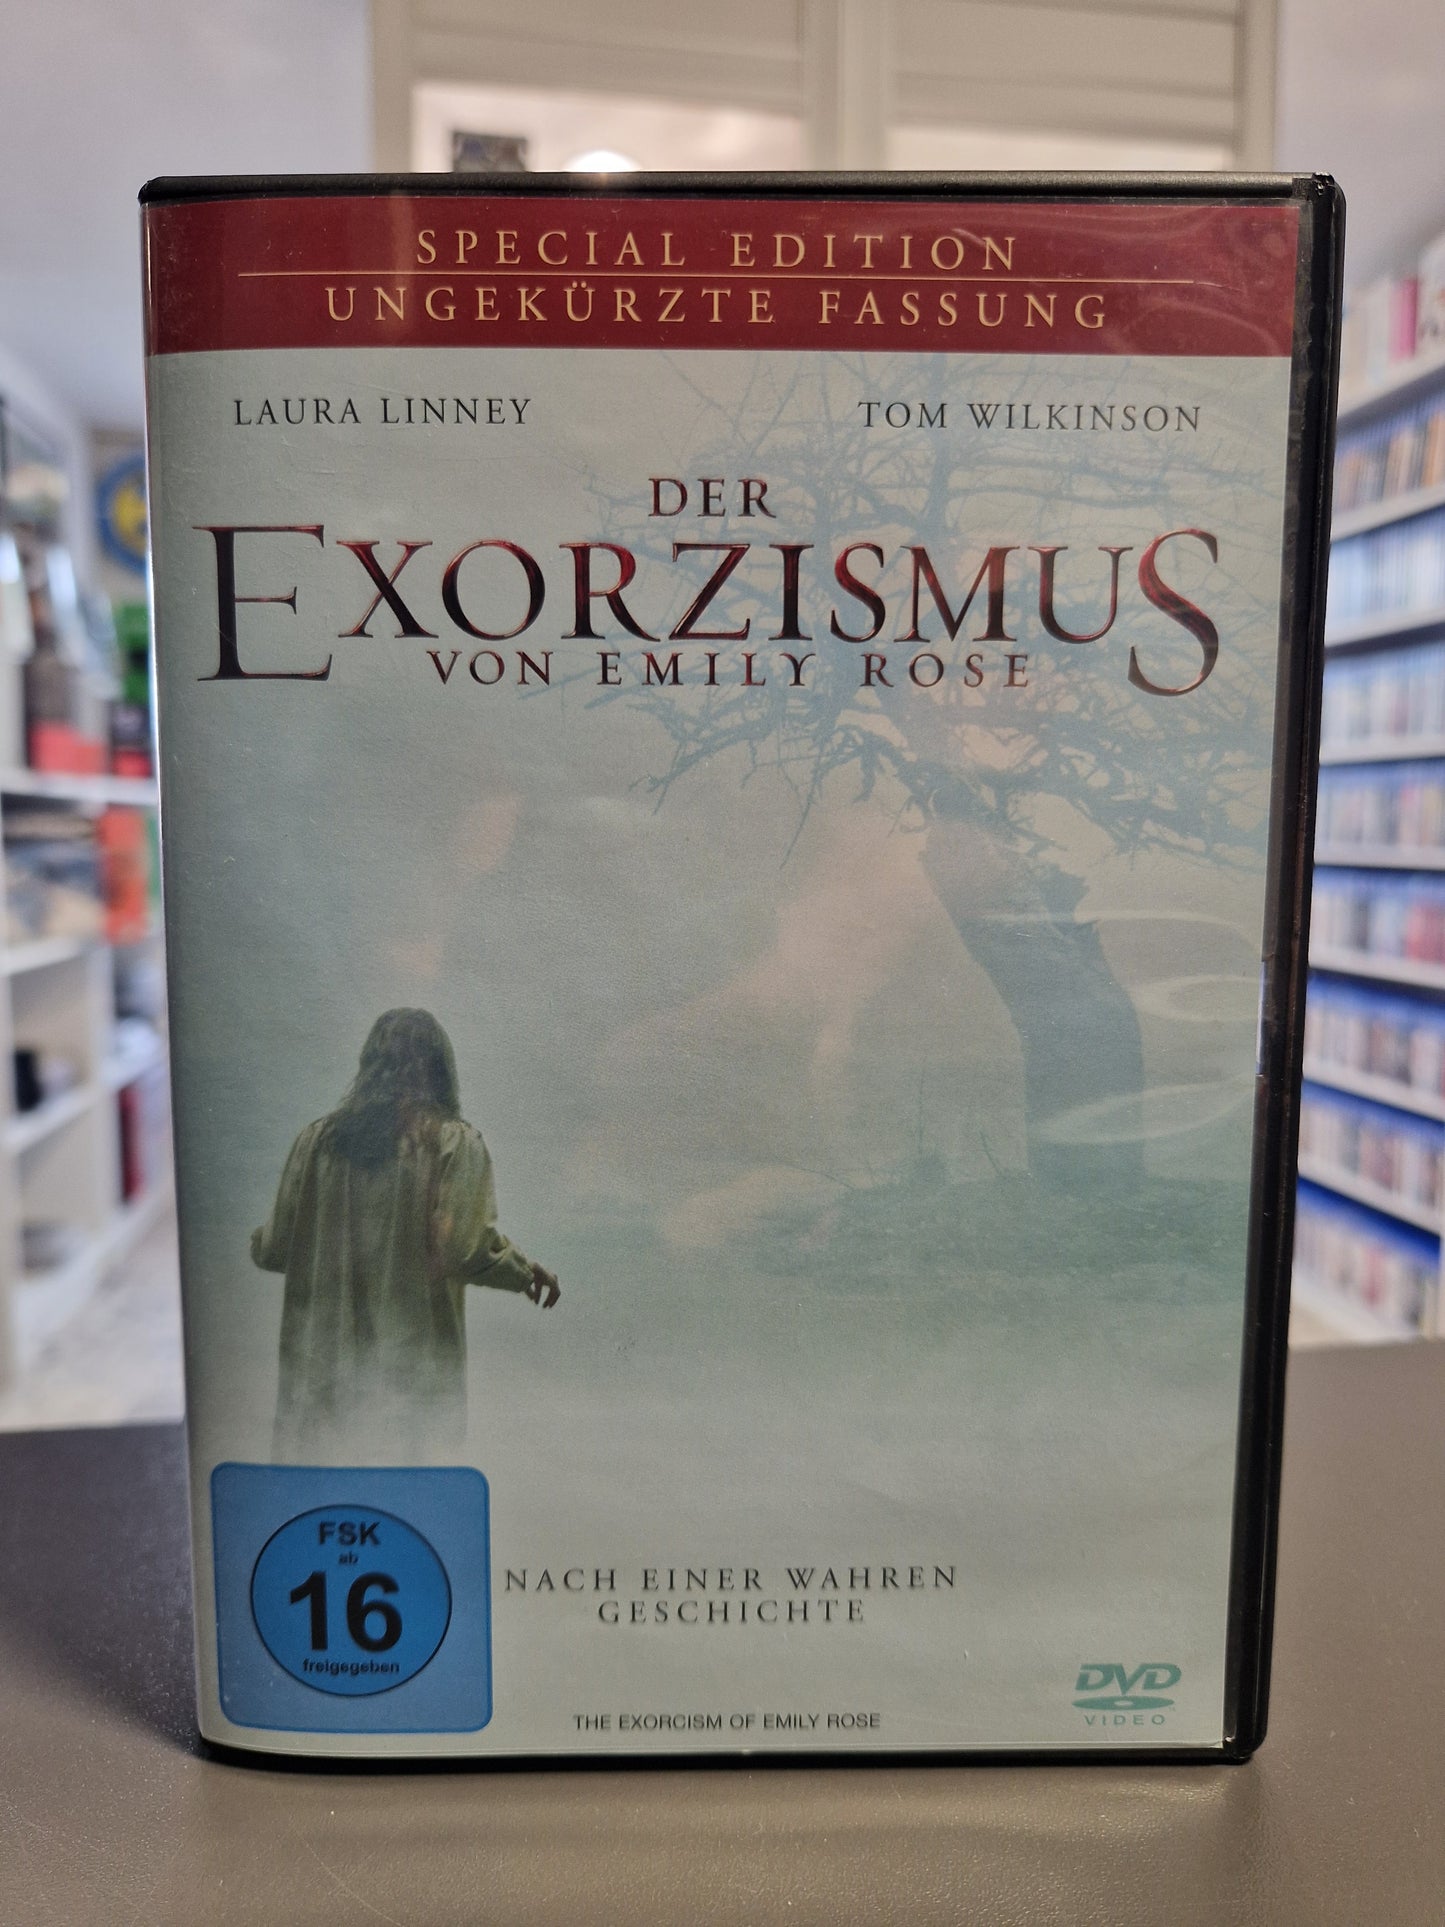 SPECIAL EDITION
UNGEKÜRZTE FASSUNG
LAURA LINNEY
TOM WILKINSON
DER
EXORZISMUS
VON EMILY ROSE
FSK
ab
16
freigegeben
NACH EINER WAHREN
GESCHICHTE
THE EXORCISM OF EMILY ROSE
DVD
VIDEO